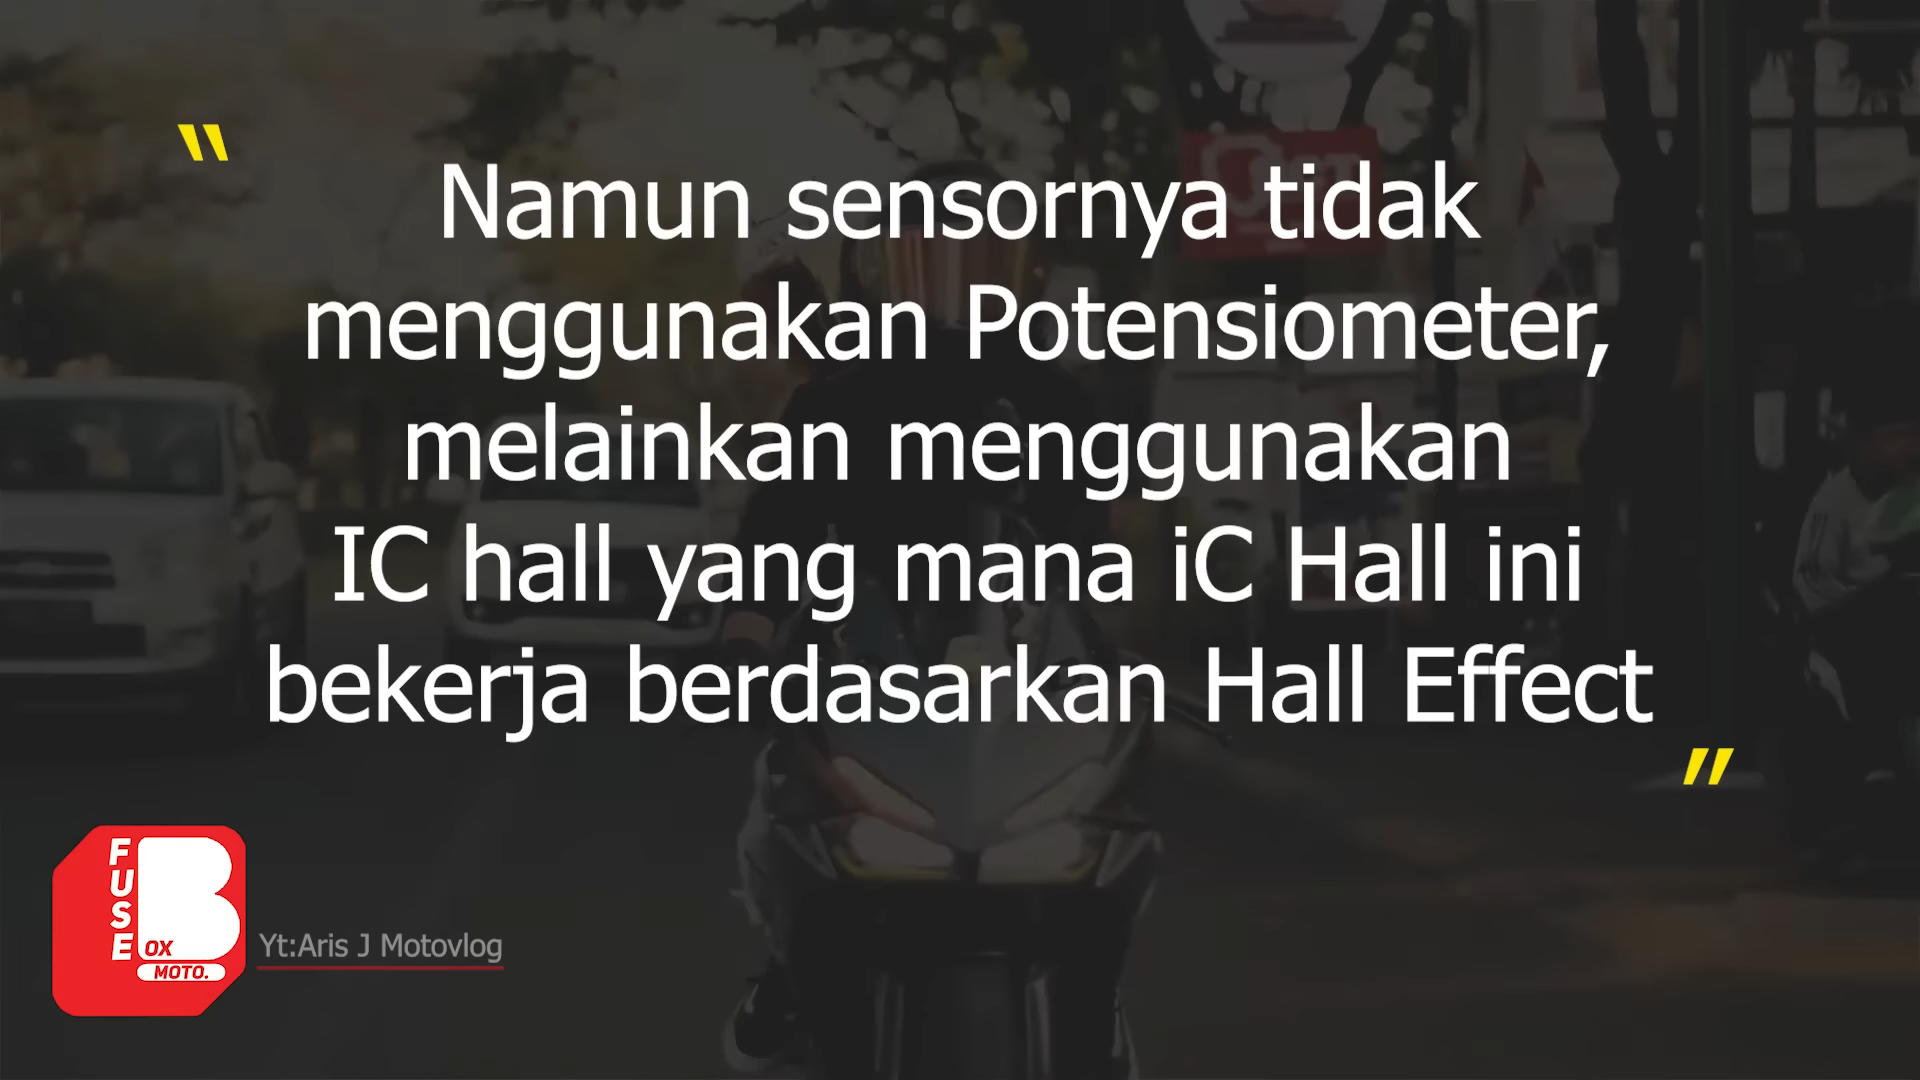 “
Namun sensornya tidak
menggunakan Potensiometer,
melainkan menggunakan
IC hall yang mana iC Hall ini
bekerja berdasarkan Hall Effect
”
FUSE
BOX
MOTO.
Yt:Aris J Motovlog